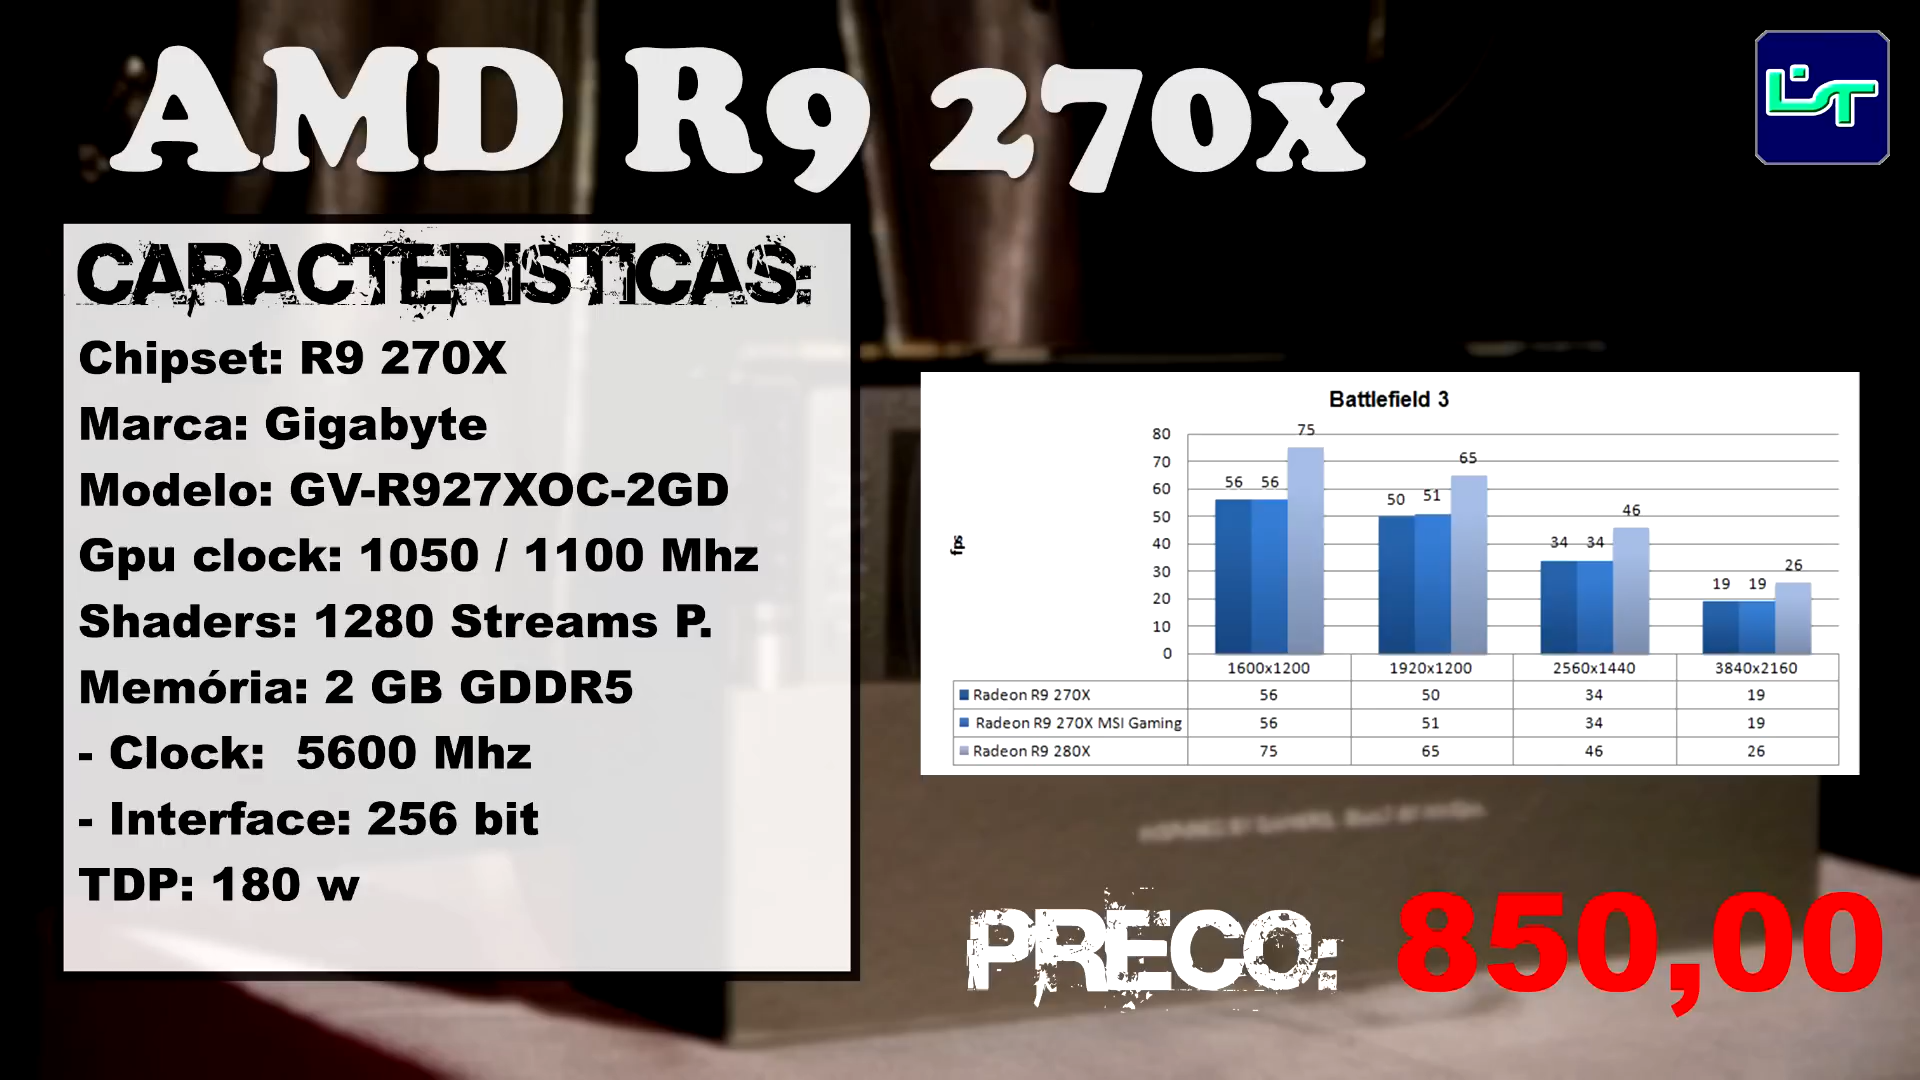 AMD R9 270x
LIST
CARACTERISTICAS:
Chipset: R9 270X
Marca: Gigabyte
Modelo: GV-R927XOC-2GD
Gpu clock: 1050 / 1100 Mhz
Shaders: 1280 Streams P.
Memória: 2 GB GDDR5
- Clock: 5600 Mhz
- Interface: 256 bit
TDP: 180 w
Battlefield 3
fps
80
70
60
50
40
30
20
10
0
56 56 75
50 51 65
34 34 46
19 19 26
1600x1200 1920x1200 2560x1440 3840x2160
Radeon R9 270X 56 50 34 19
Radeon R9 270X MSI Gaming 56 51 34 19
Radeon R9 280X 75 65 46 26
PRECO: 850,00